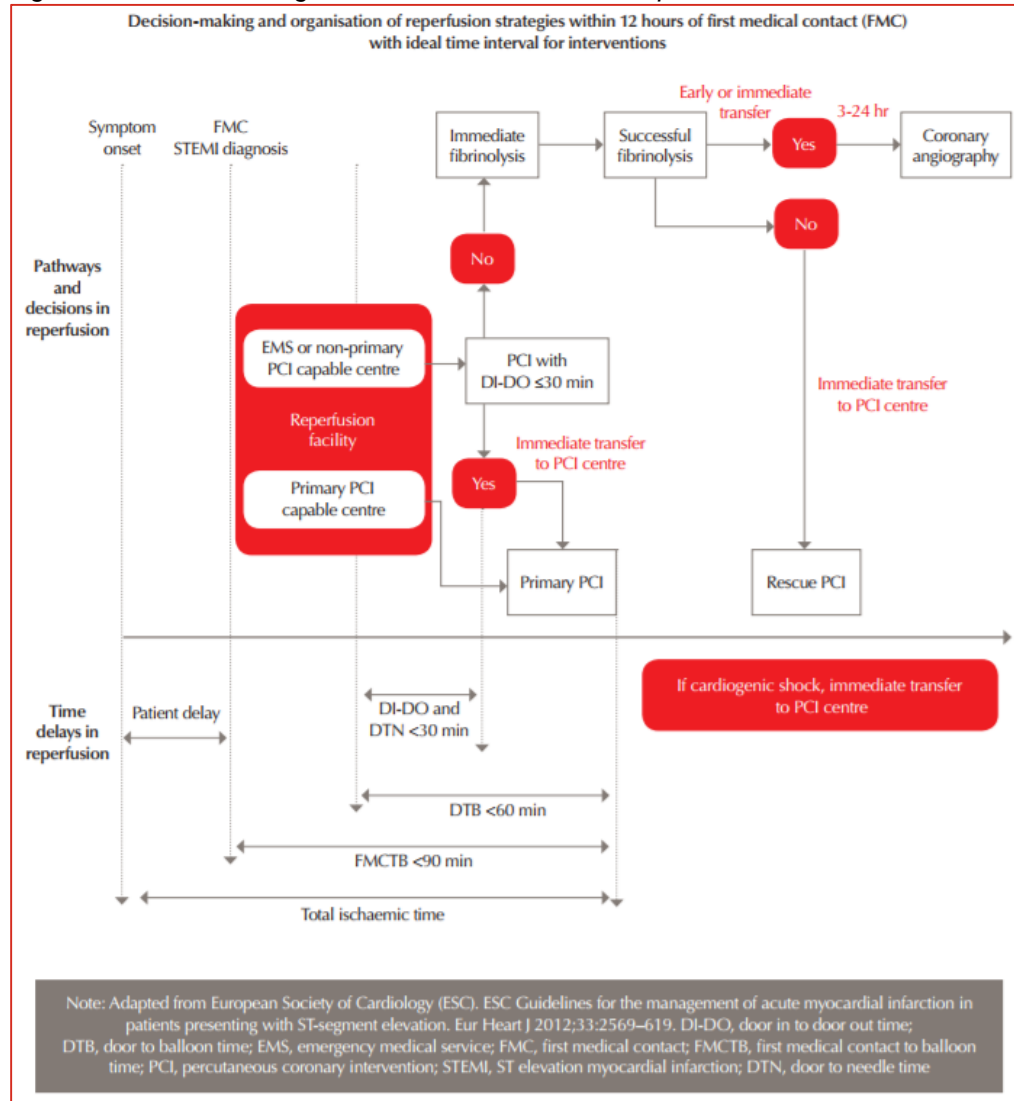 Decision-making and organisation of reperfusion strategies within 12 hours of first medical contact (FMC)
with ideal time interval for interventions
Symptom
onset
FMC
STEMI diagnosis
Immediate
fibrinolysis
Successful
fibrinolysis
Early or immediate
transfer
Yes
3-24 hr
Coronary
angiography
No
No
Pathways
and
decisions in
reperfusion
EMS or non-primary
PCI capable centre
Reperfusion
facility
Primary PCI
capable centre
PCI with
DI-DO ≤30 min
Immediate transfer
to PCI centre
Yes
Immediate transfer
to PCI centre
Primary PCI
Rescue PCI
If cardiogenic shock, immediate transfer
to PCI centre
Time
delays in
reperfusion
Patient delay
DI-DO and
DTN <30 min
DTB <60 min
FMCTB <90 min
Total ischaemic time
Note: Adapted from European Society of Cardiology (ESC). ESC Guidelines for the management of acute myocardial infarction in
patients presenting with ST-segment elevation. Eur Heart J 2012;33:2569–619. DI-DO, door in to door out time;
DTB, door to balloon time; EMS, emergency medical service; FMC, first medical contact; FMCTB, first medical contact to balloon
time; PCI, percutaneous coronary intervention; STEMI, ST elevation myocardial infarction; DTN, door to needle time